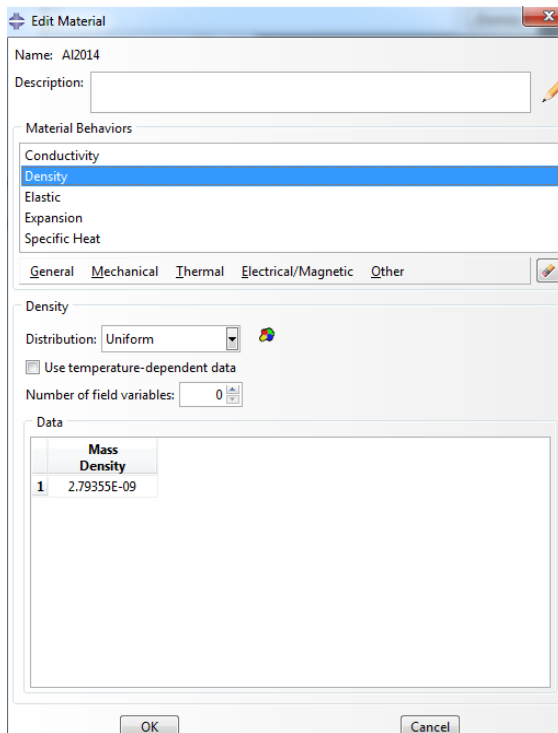 Edit Material
Name: Al2014
Description:
Material Behaviors
Conductivity
Density
Elastic
Expansion
Specific Heat
General Mechanical Thermal Electrical/Magnetic Other
Density
Distribution: Uniform
Use temperature-dependent data
Number of field variables: 0
Data
Mass
Density
1 2.79355E-09
OK Cancel